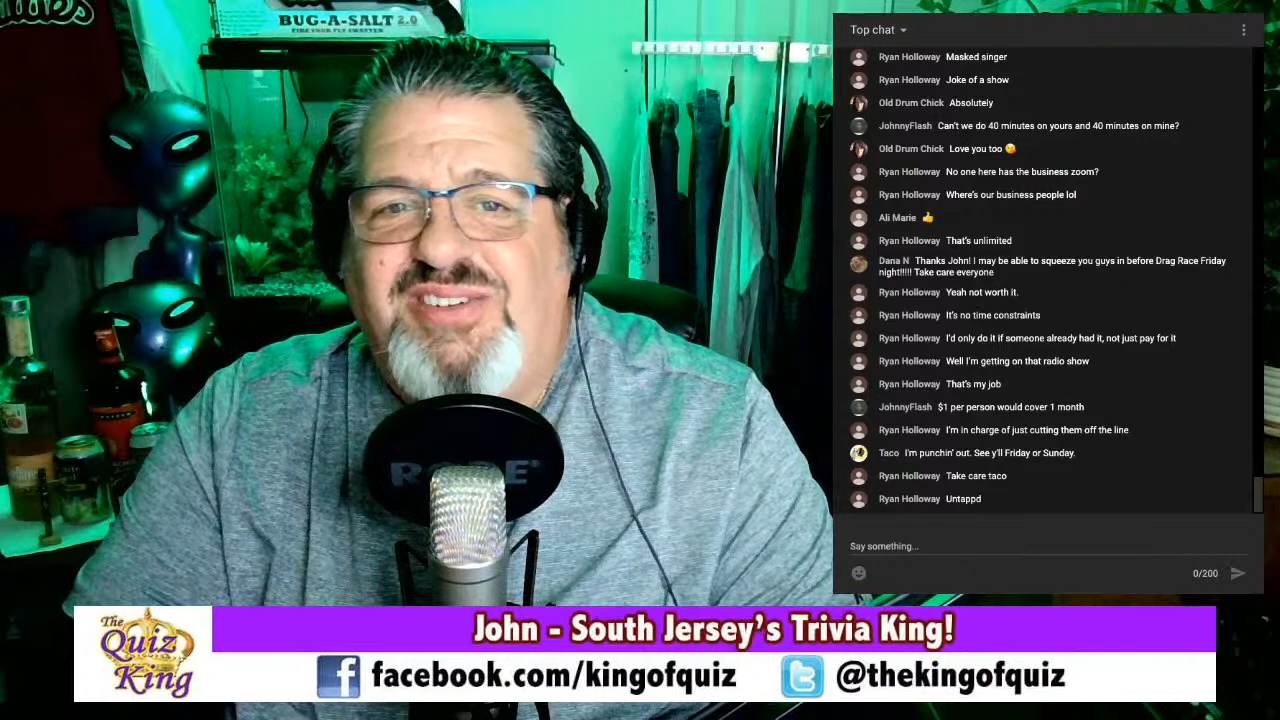 BUG-A-SALT 2.0
FIRE YOUR FLY SWATTER
Top chat
Ryan Holloway Masked singer
Ryan Holloway Joke of a show
Old Drum Chick Absolutely
JohnnyFlash Can't we do 40 minutes on yours and 40 minutes on mine?
Old Drum Chick Love you too 😘
Ryan Holloway No one here has the business zoom?
Ryan Holloway Where's our business people lol
Ali Marie 👍
Ryan Holloway That's unlimited
Dana N Thanks John! I may be able to squeeze you guys in before Drag Race Friday
night!!!!! Take care everyone
Ryan Holloway Yeah not worth it.
Ryan Holloway It's no time constraints
Ryan Holloway I'd only do it if someone already had it, not just pay for it
Ryan Holloway Well I'm getting on that radio show
Ryan Holloway That's my job
JohnnyFlash $1 per person would cover 1 month
Ryan Holloway I'm in charge of just cutting them off the line
Taco I'm punchin' out. See y'll Friday or Sunday.
Ryan Holloway Take care taco
Ryan Holloway Untappd
Say something...
0/200
RODE
The
Quiz
King
John - South Jersey's Trivia King!
facebook.com/kingofquiz
@thekingofquiz